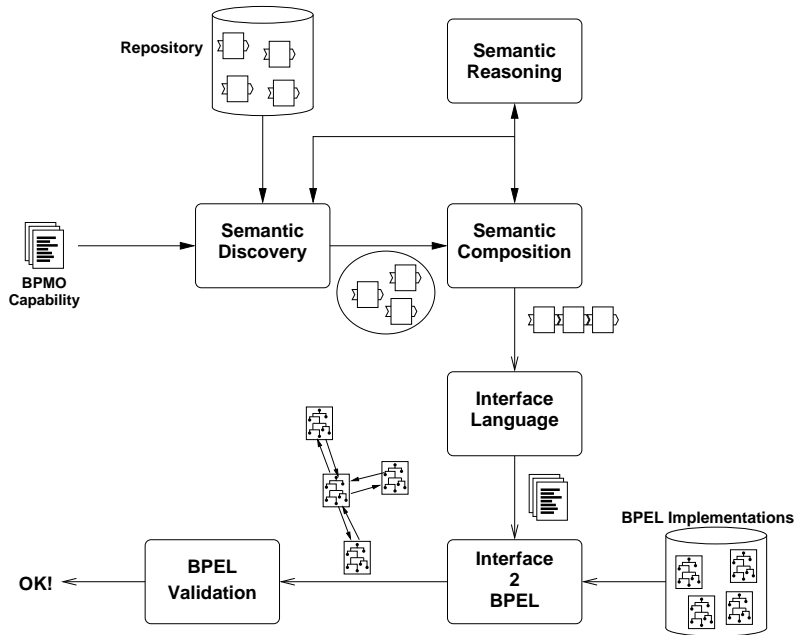 Repository
Semantic
Reasoning
Semantic
Discovery
Semantic
Composition
BPMO
Capability
Interface
Language
BPEL Implementations
BPEL
Validation
Interface
2
BPEL
OK!